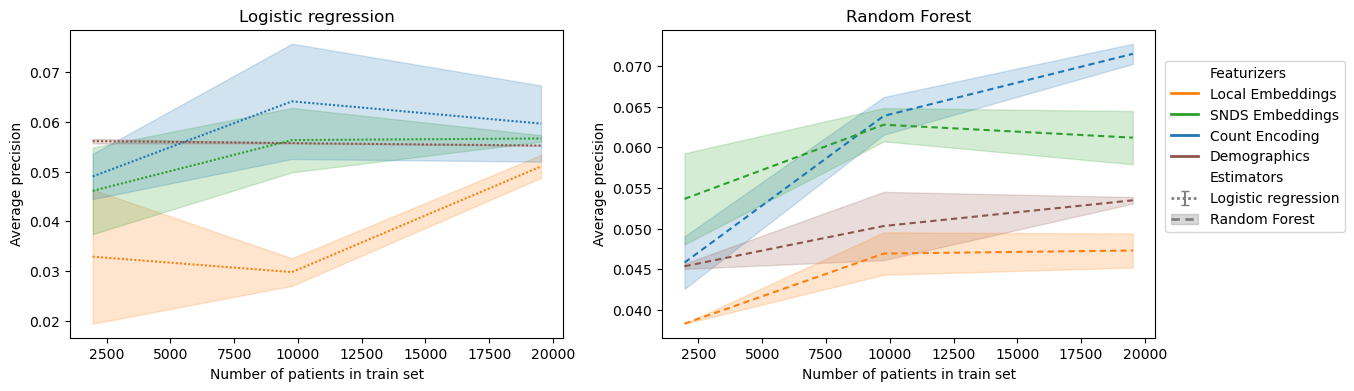 Logistic regression
Average precision
0.07
0.06
0.05
0.04
0.03
0.02
2500 5000 7500 10000 12500 15000 17500 20000
Number of patients in train set
Random Forest
Average precision
0.070
0.065
0.060
0.055
0.050
0.045
0.040
2500 5000 7500 10000 12500 15000 17500 20000
Number of patients in train set
Featurizers
Local Embeddings
SNDS Embeddings
Count Encoding
Demographics
Estimators
Logistic regression
Random Forest